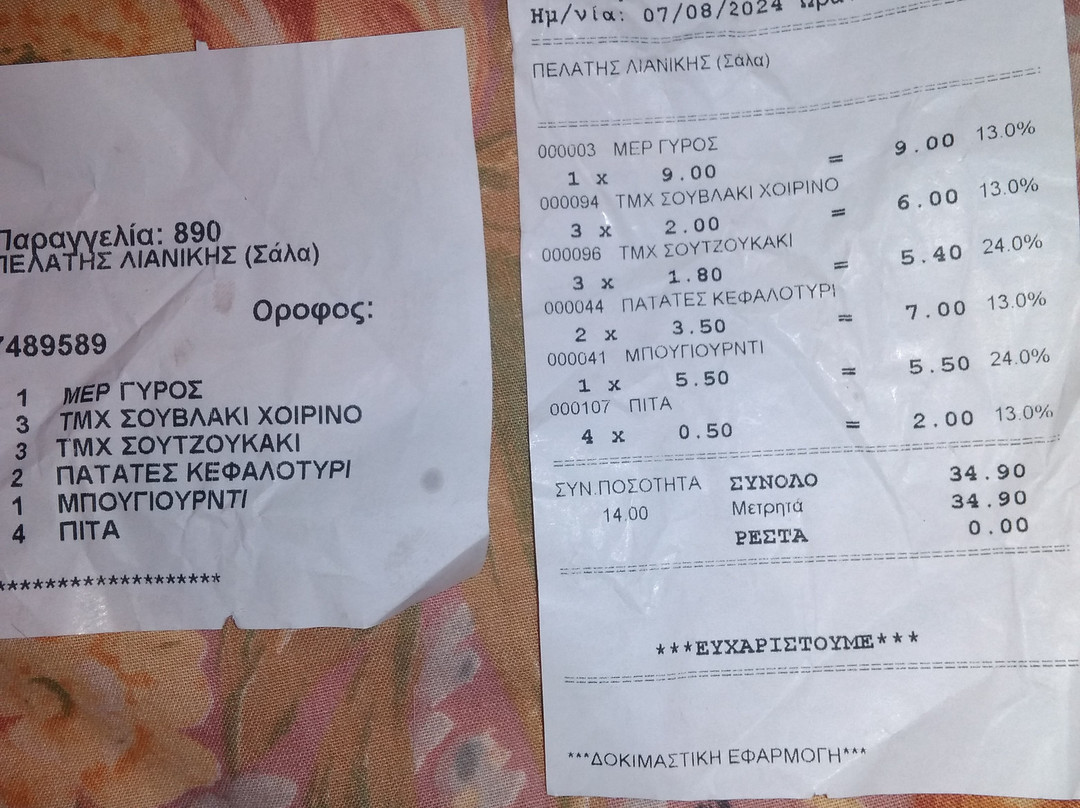 Παραγγελία: 890
ΠΕΛΑΤΗΣ ΛΙΑΝΙΚΗΣ (Σάλα)
Οροφος:
7489589
1 ΜΕΡ ΓΥΡΟΣ
3 ΤΜΧ ΣΟΥΒΛΑΚΙ ΧΟΙΡΙΝΟ
3 ΤΜΧ ΣΟΥΤΖΟΥΚΑΚΙ
2 ΠΑΤΑΤΕΣ ΚΕΦΑΛΟΤΥΡΙ
1 ΜΠΟΥΓΙΟΥΡΝΤΙ
4 ΠΙΤΑ
*******************
Ημ/νία: 07/08/2024
ΠΕΛΑΤΗΣ ΛΙΑΝΙΚΗΣ (Σάλα)
000003 ΜΕΡ ΓΥΡΟΣ
1 x 9.00 = 9.00 13.0%
000094 ΤΜΧ ΣΟΥΒΛΑΚΙ ΧΟΙΡΙΝΟ
3 x 2.00 = 6.00 13.0%
000096 ΤΜΧ ΣΟΥΤΖΟΥΚΑΚΙ
3 x 1.80 = 5.40 24.0%
000044 ΠΑΤΑΤΕΣ ΚΕΦΑΛΟΤΥΡΙ
2 x 3.50 = 7.00 13.0%
000041 ΜΠΟΥΓΙΟΥΡΝΤΙ
1 x 5.50 = 5.50 24.0%
000107 ΠΙΤΑ
4 x 0.50 = 2.00 13.0%
ΣΥΝ.ΠΟΣΟΤΗΤΑ ΣΥΝΟΛΟ 34.90
14.00 Μετρητά 34.90
ΡΕΣΤΑ 0.00
***ΕΥΧΑΡΙΣΤΟΥΜΕ***
***ΔΟΚΙΜΑΣΤΙΚΗ ΕΦΑΡΜΟΓΗ***